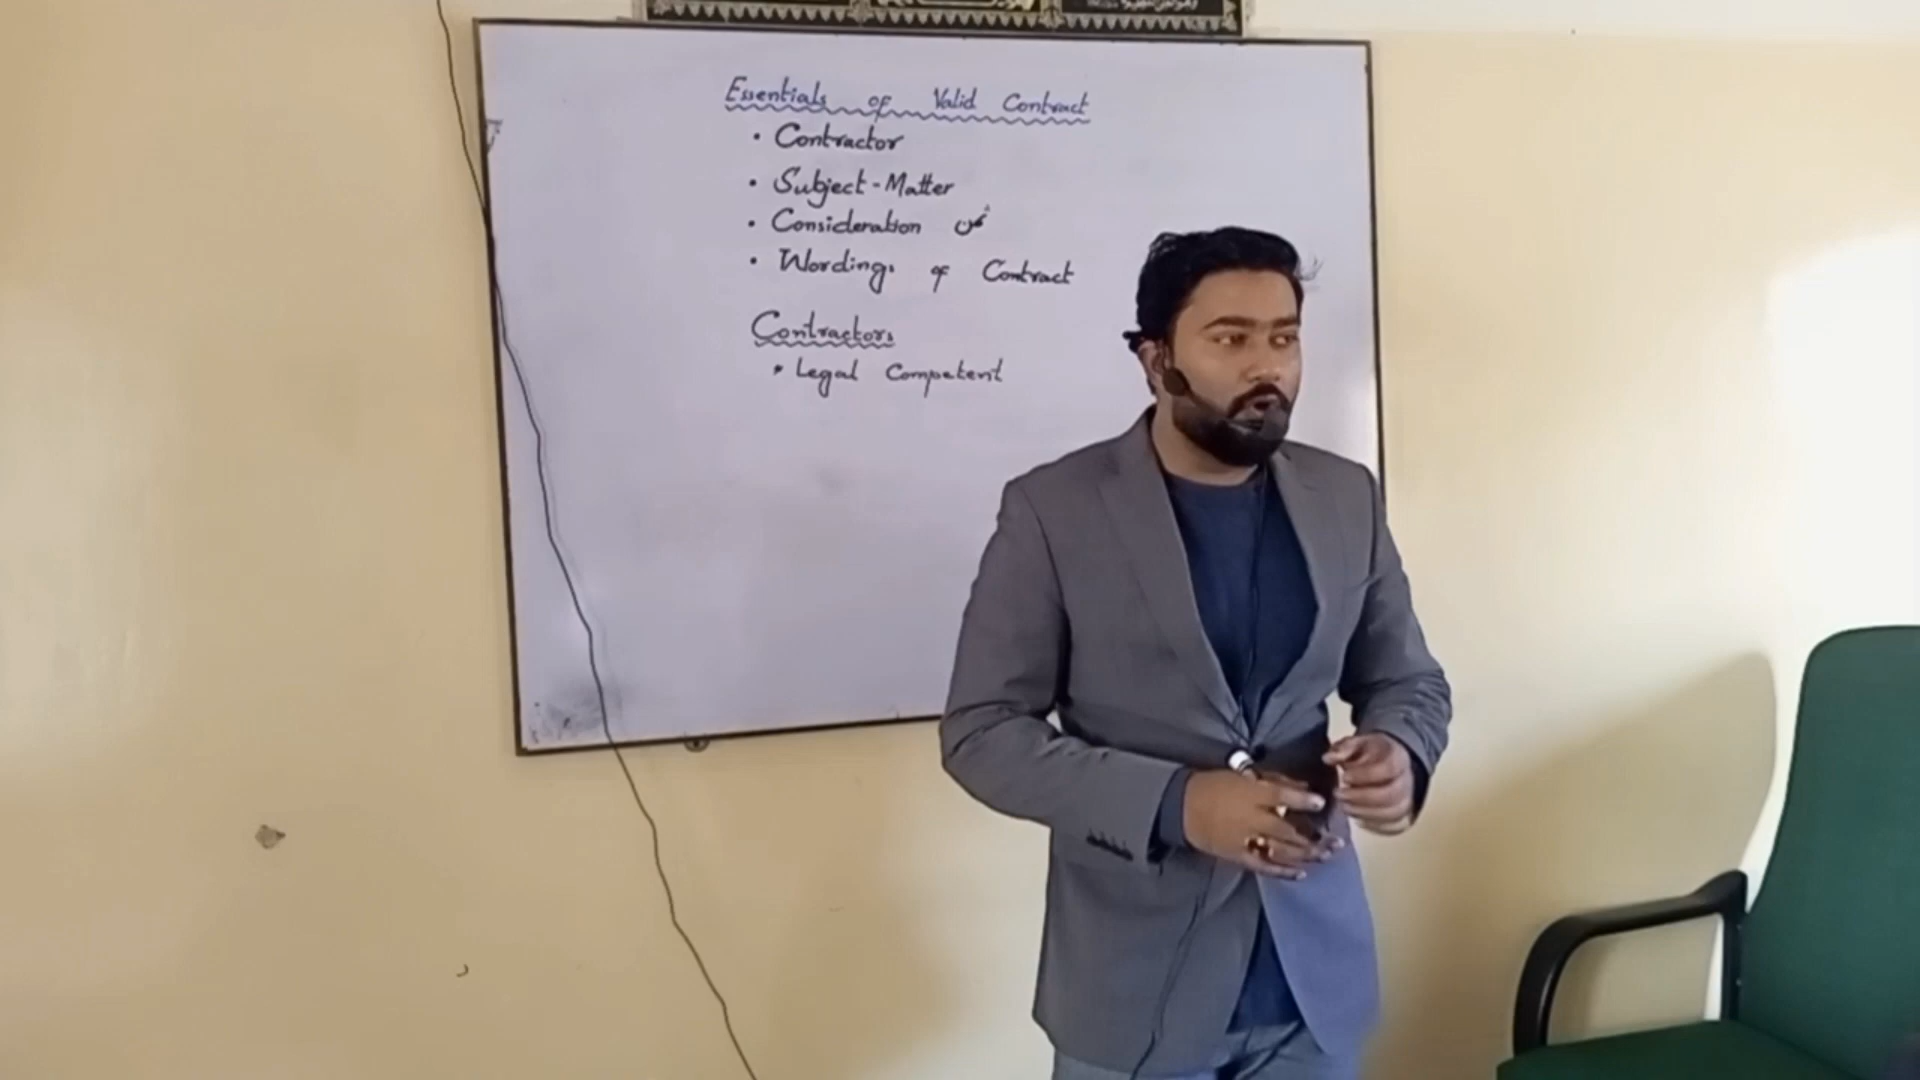 Essentials of Valid Contract
• Contractor
• Subject-Matter
• Consideration ثمن
• Wordings of Contract
Contractors
• Legal Competent